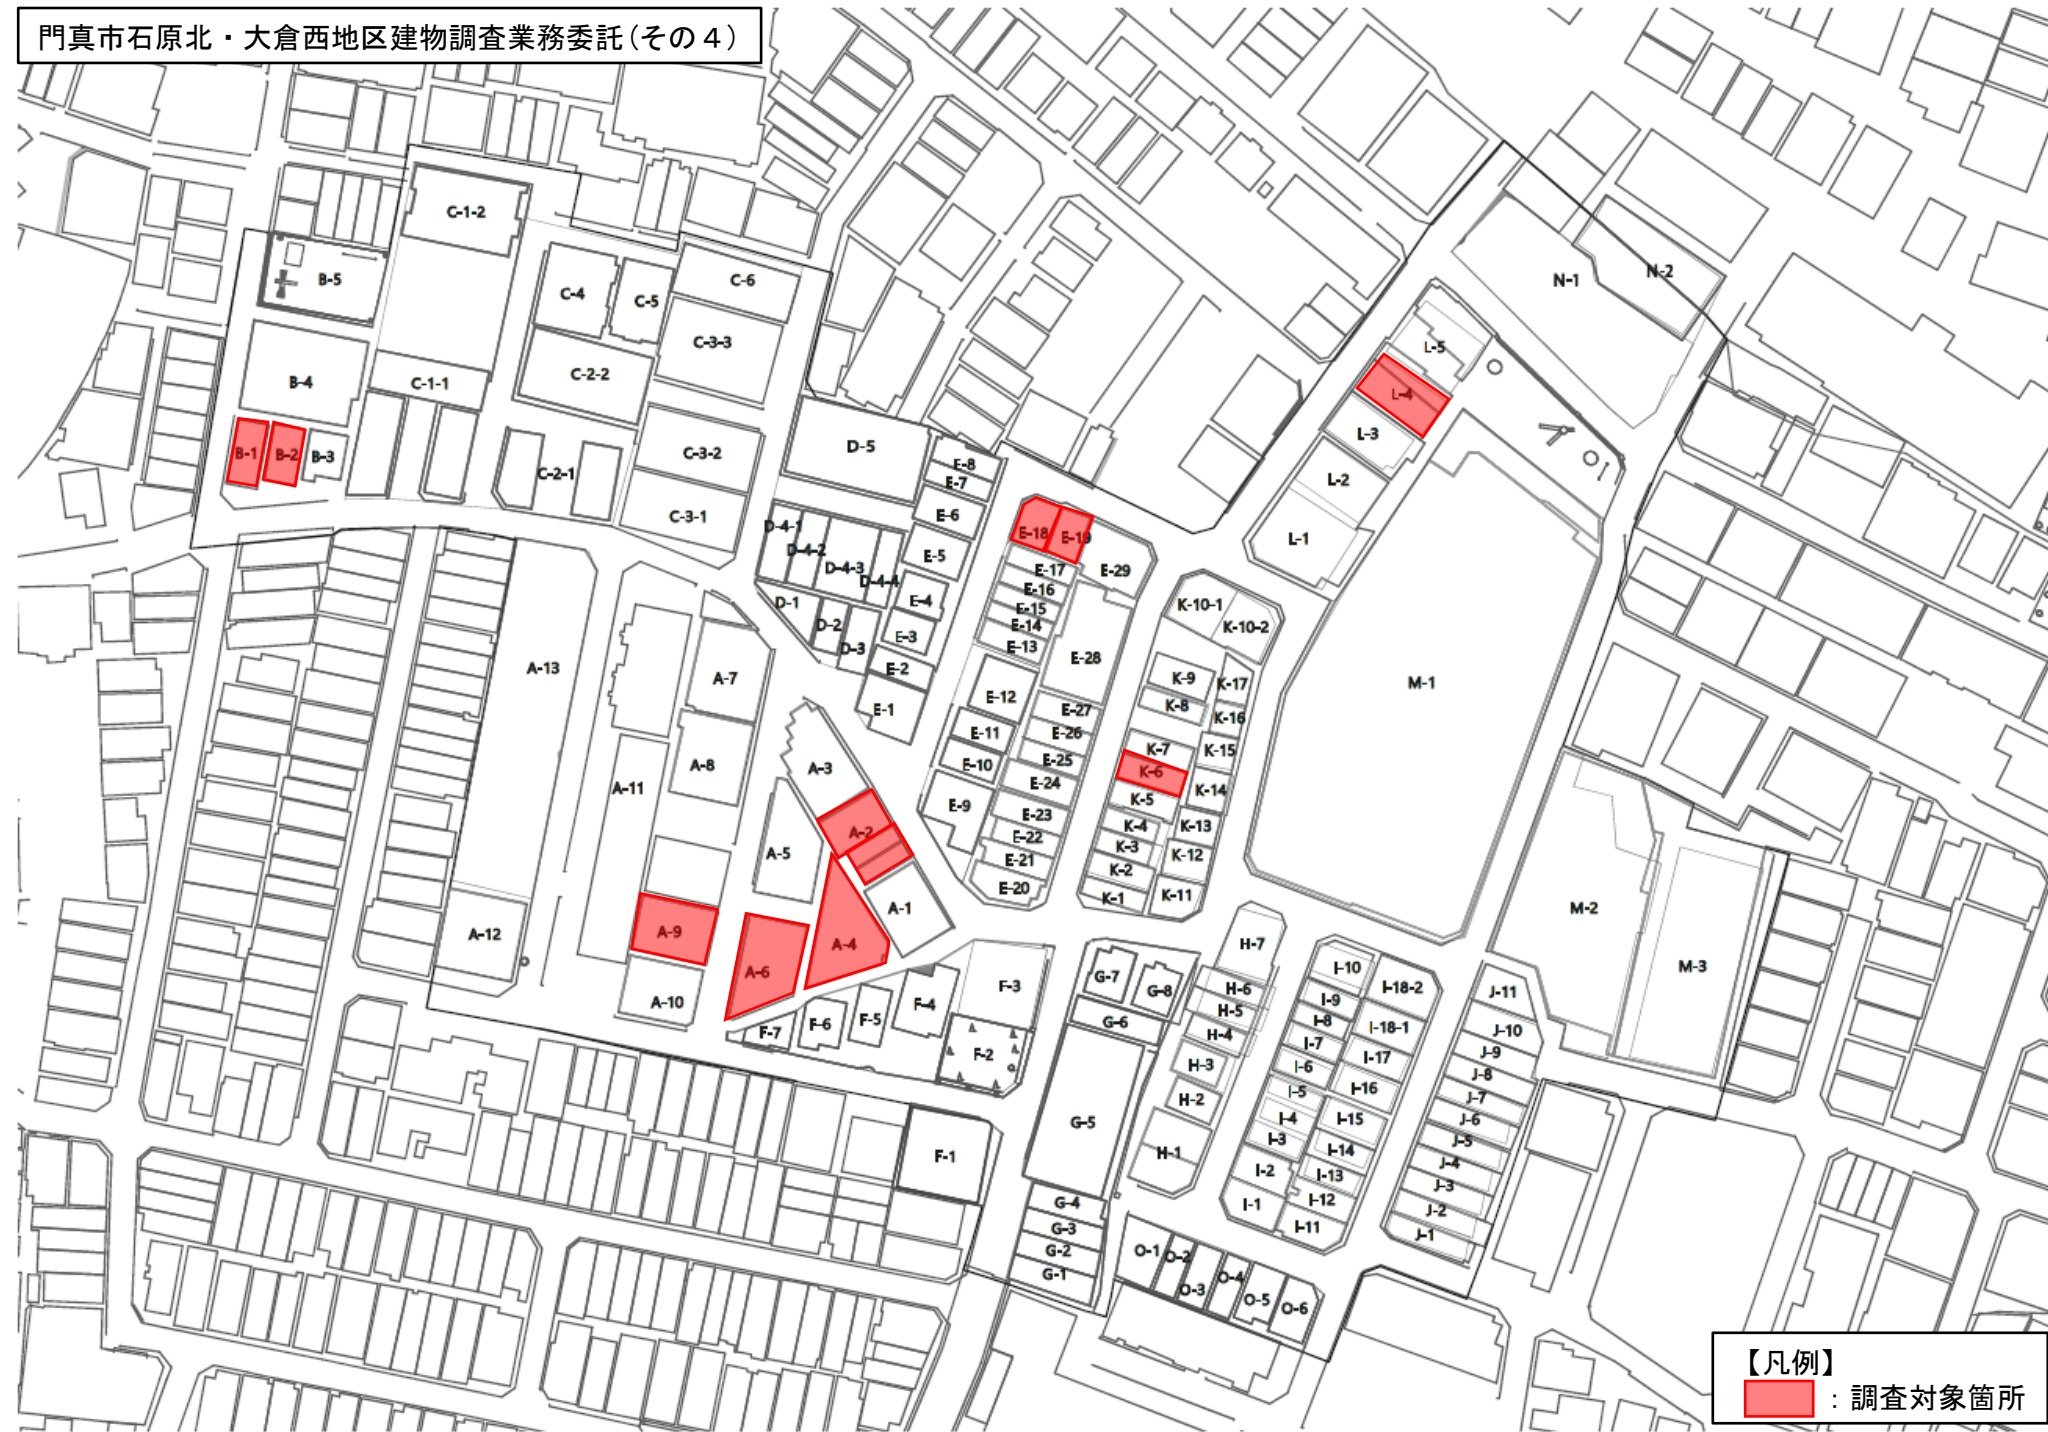 門真市石原北・大倉西地区建物調査業務委託(その４)
C-1-2
B-5
C-4
C-5
C-6
N-1
N-2
C-3-3
L-5
B-4
C-1-1
C-2-2
L-4
B-1
B-2
B-3
C-2-1
C-3-2
D-5
L-3
E-8
E-7
L-2
C-3-1
E-6
D-4-1
D-4-2
D-4-3
D-4-4
E-5
E-18
E-19
L-1
E-17
E-29
E-16
E-4
D-1
E-15
K-10-1
E-14
D-2
K-10-2
E-3
D-3
E-13
A-13
E-28
E-2
A-7
K-9
K-17
M-1
E-12
K-8
E-1
E-27
K-16
E-11
E-26
K-7
K-15
A-8
A-3
E-10
E-25
K-6
A-11
E-24
K-14
K-5
E-9
E-23
K-4
K-13
A-2
E-22
K-3
K-12
A-5
E-21
K-2
E-20
K-1
K-11
A-1
M-2
A-12
A-9
A-4
H-7
A-6
G-7
G-8
I-10
M-3
F-3
H-6
I-18-2
J-11
A-10
F-4
I-9
H-5
F-7
F-6
F-5
G-6
I-8
I-18-1
H-4
J-10
F-2
I-7
J-9
H-3
I-6
I-17
J-8
H-2
I-5
I-16
J-7
G-5
I-4
I-15
J-6
I-3
J-5
F-1
H-1
I-14
J-4
I-2
I-13
J-3
G-4
I-1
I-12
J-2
G-3
I-11
J-1
G-2
O-1
O-2
G-1
O-3
O-4
O-5
O-6
【凡例】
：調査対象箇所